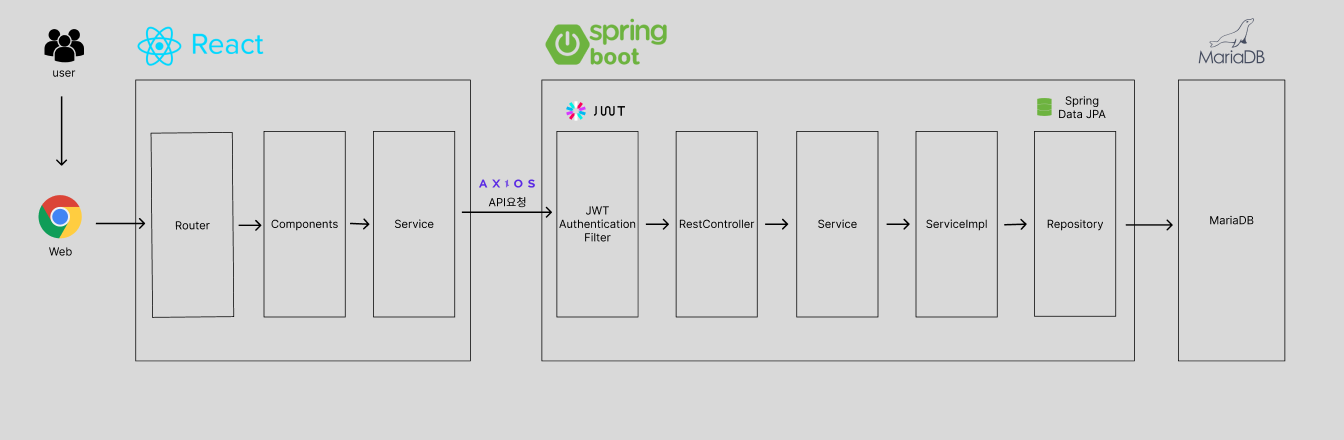 user
React
spring
boot
MariaDB
JWT
Spring
Data JPA
AXIOS
API요청
Web
Router
Components
Service
JWT
Authentication
Filter
RestController
Service
ServiceImpl
Repository
MariaDB